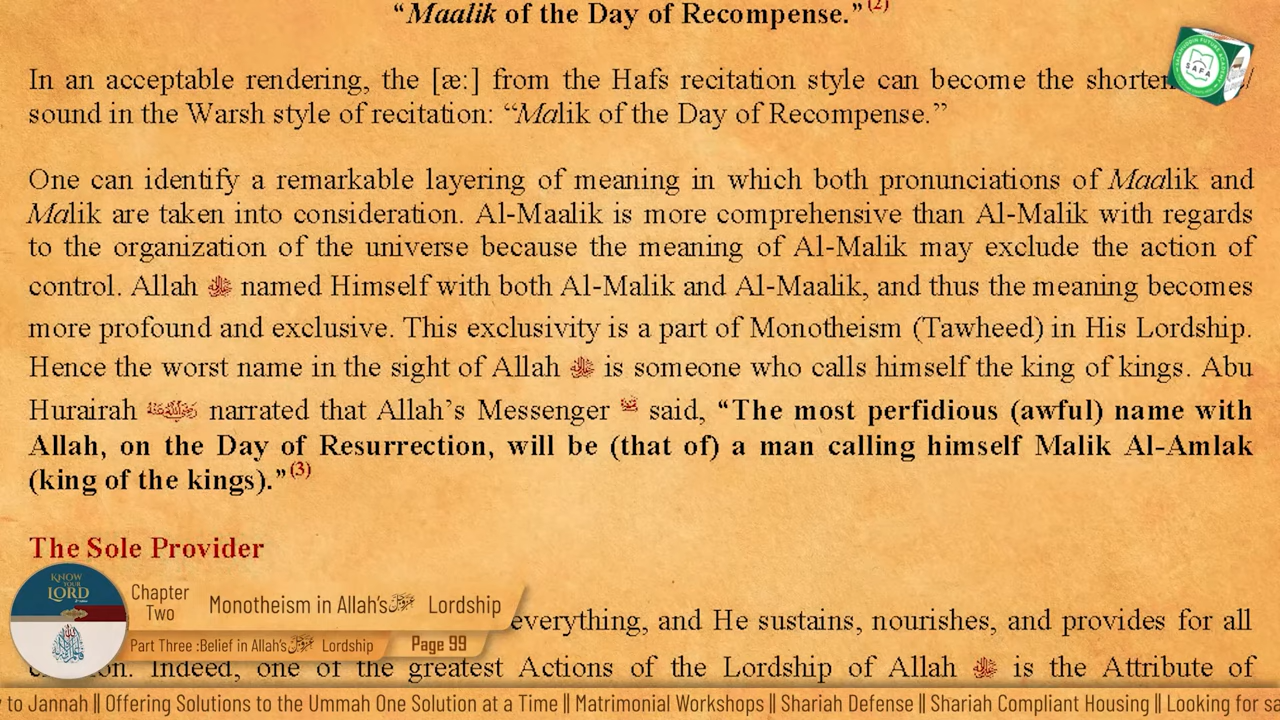 “Maalik of the Day of Recompense.” (2)
In an acceptable rendering, the [æ:] from the Hafs recitation style can become the
sound in the Warsh style of recitation: “Malik of the Day of Recompense.”
One can identify a remarkable layering of meaning in which both pronunciations of Maalik and
Malik are taken into consideration. Al-Maalik is more comprehensive than Al-Malik with regards
to the organization of the universe because the meaning of Al-Malik may exclude the action of
control. Allah ﷻ named Himself with both Al-Malik and Al-Maalik, and thus the meaning becomes
more profound and exclusive. This exclusivity is a part of Monotheism (Tawheed) in His Lordship.
Hence the worst name in the sight of Allah ﷻ is someone who calls himself the king of kings. Abu
Hurairah narrated that Allah’s Messenger ﷺ said, “The most perfidious (awful) name with
Allah, on the Day of Resurrection, will be (that of) a man calling himself Malik Al-Amlak
(king of the kings).” (3)
The Sole Provider
everything, and He sustains, nourishes, and provides for all
Indeed, one of the greatest Actions of the Lordship of Allah ﷻ is the Attribute of
SAFA
KNOW
YOUR
LORD
Chapter
Two
Monotheism in Allah’s Lordship
Part Three :Belief in Allah’s Lordship
Page 99
to Jannah || Offering Solutions to the Ummah One Solution at a Time || Matrimonial Workshops || Shariah Defense || Shariah Compliant Housing || Looking for